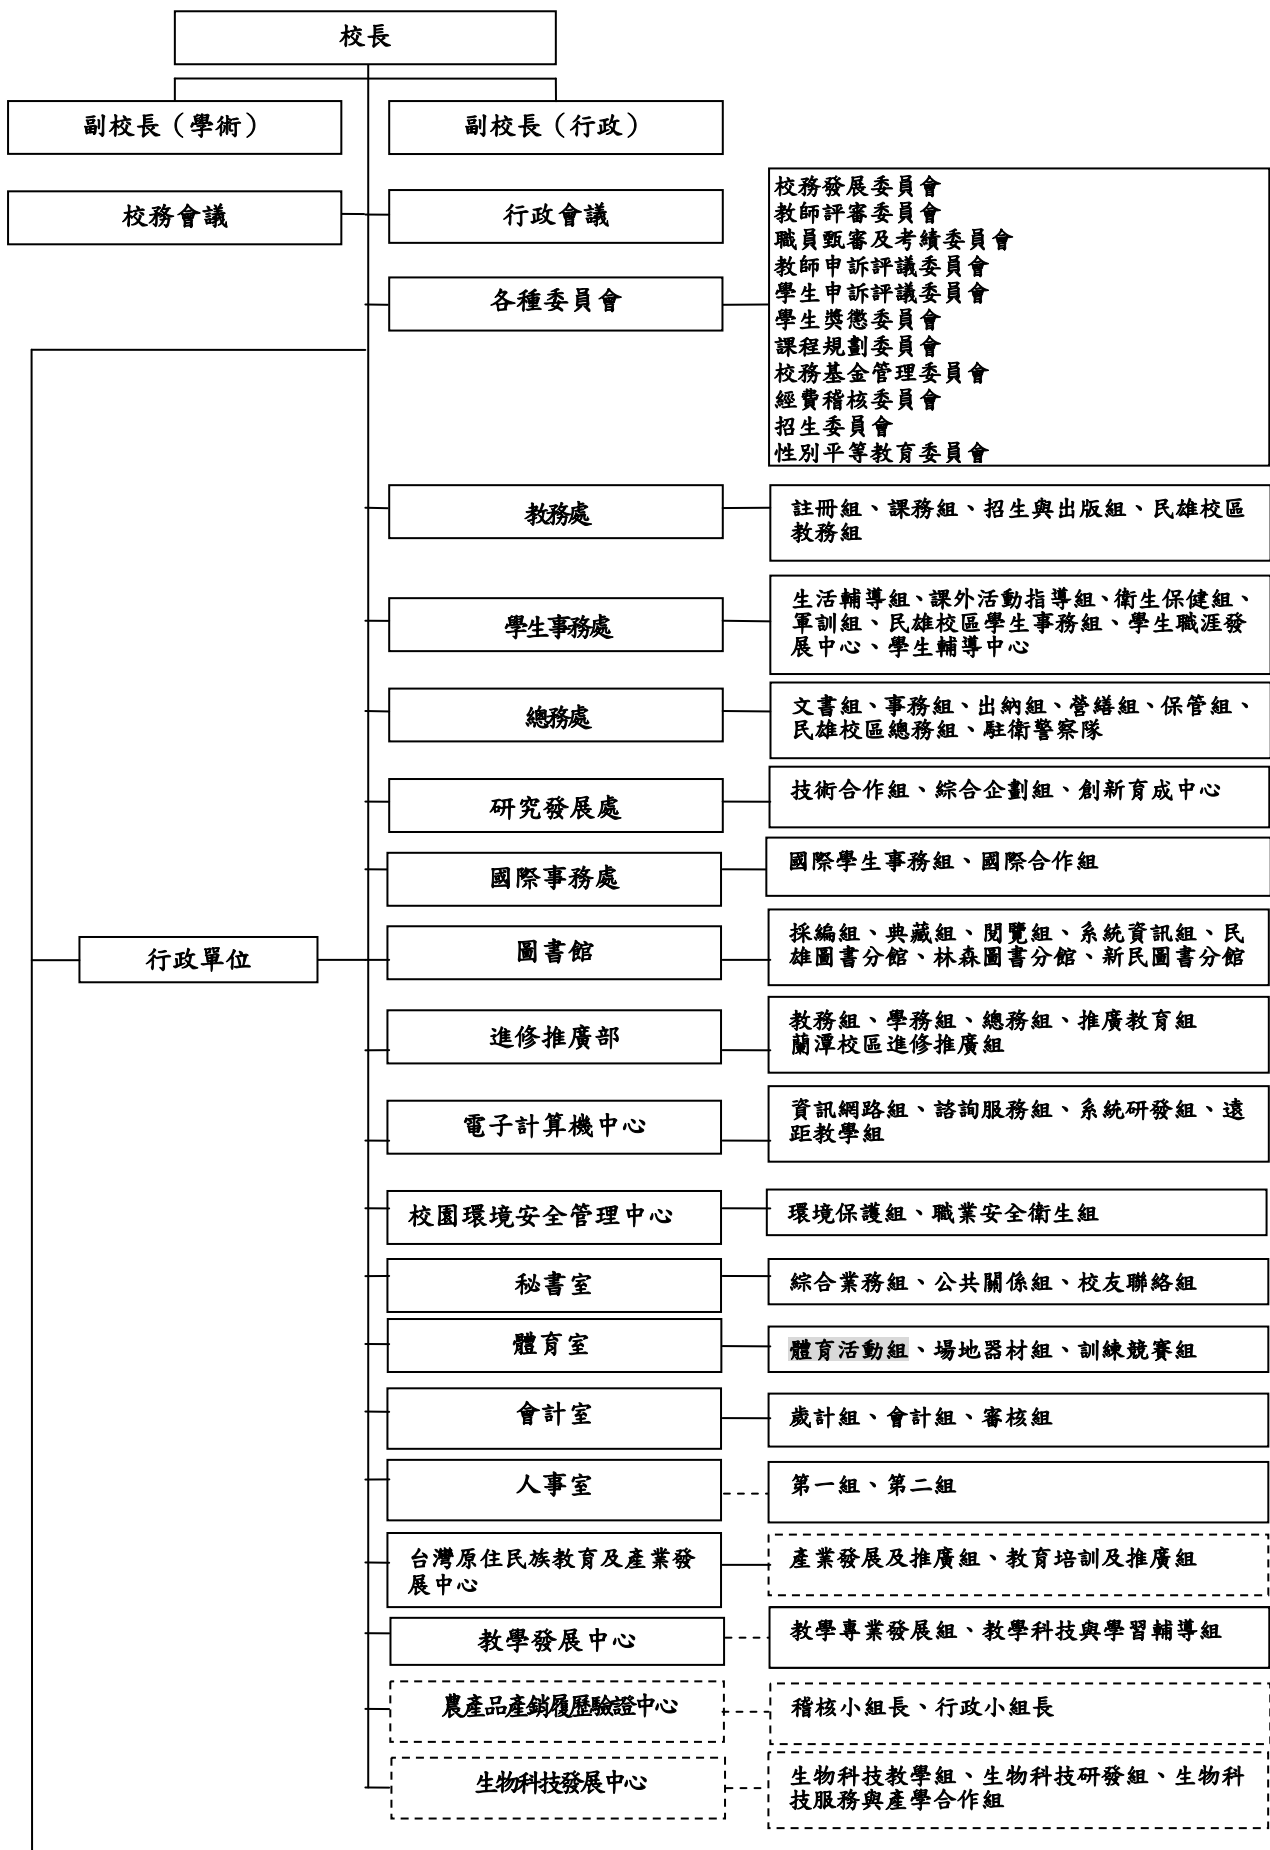 校長
副校長（學術）
副校長（行政）
校務會議
行政會議
各種委員會
校務發展委員會
教師評審委員會
職員甄審及考績委員會
教師申訴評議委員會
學生申訴評議委員會
學生獎懲委員會
課程規劃委員會
校務基金管理委員會
經費稽核委員會
招生委員會
性別平等教育委員會
行政單位
教務處
註冊組、課務組、招生與出版組、民雄校區
教務組
學生事務處
生活輔導組、課外活動指導組、衛生保健組、
軍訓組、民雄校區學生事務組、學生職涯發
展中心、學生輔導中心
總務處
文書組、事務組、出納組、營繕組、保管組、
民雄校區總務組、駐衛警察隊
研究發展處
技術合作組、綜合企劃組、創新育成中心
國際事務處
國際學生事務組、國際合作組
圖書館
採編組、典藏組、閱覽組、系統資訊組、民
雄圖書分館、林森圖書分館、新民圖書分館
進修推廣部
教務組、學務組、總務組、推廣教育組
蘭潭校區進修推廣組
電子計算機中心
資訊網路組、諮詢服務組、系統研發組、遠
距教學組
校園環境安全管理中心
環境保護組、職業安全衛生組
秘書室
綜合業務組、公共關係組、校友聯絡組
體育室
體育活動組、場地器材組、訓練競賽組
會計室
歲計組、會計組、審核組
人事室
第一組、第二組
台灣原住民族教育及產業發
展中心
產業發展及推廣組、教育培訓及推廣組
教學發展中心
教學專業發展組、教學科技與學習輔導組
農產品產銷履歷驗證中心
稽核小組長、行政小組長
生物科技發展中心
生物科技教學組、生物科技研發組、生物科
技服務與產學合作組